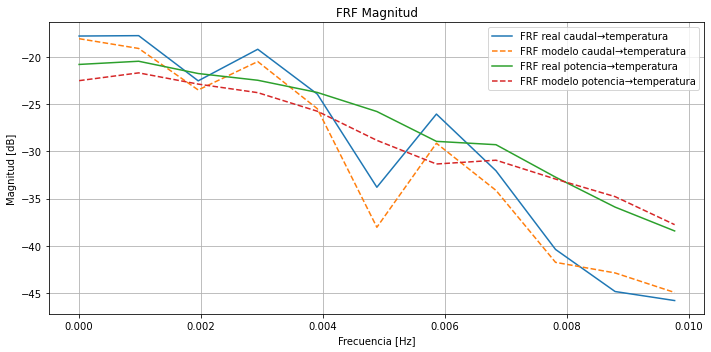 FRF Magnitud
FRF real caudal→temperatura
FRF modelo caudal→temperatura
FRF real potencia→temperatura
FRF modelo potencia→temperatura
Magnitud [dB]
−20
−25
−30
−35
−40
−45
0.000 0.002 0.004 0.006 0.008 0.010
Frecuencia [Hz]